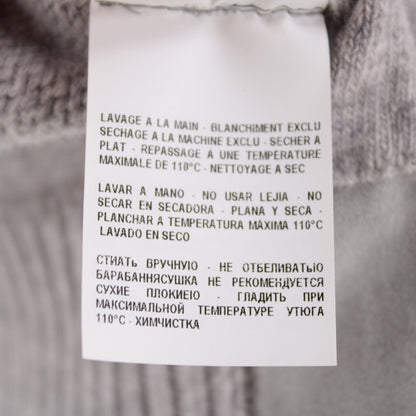 LAVAGE A LA MAIN - BLANCHIMENT EXCLU
SECHAGE A LA MACHINE EXCLU - SECHER A
PLAT - REPASSAGE A UNE TEMPÉRATURE
MAXIMALE DE 110°C - NETTOYAGE A SEC
LAVAR A MANO - NO USAR LEJIA - NO
SECAR EN SECADORA - PLANA Y SECA -
PLANCHAR A TEMPERATURA MAXIMA 110°C
LAVADO EN SECO
СТИАТЬ ВРУЧНУЮ - НЕ ОТБЕЛИВАТЬЮ
БАРАБАННЯСУШКА НЕ РЕКОМЕНДУЕТСЯ
СУХИЕ ПЛОКИЕЮ - ГЛАДИТЬ ПРИ
МАКСИМАЛЬНОЙ ТЕМПЕРАТУРЕ УТЮГА
110°C - ХИМЧИСТКА